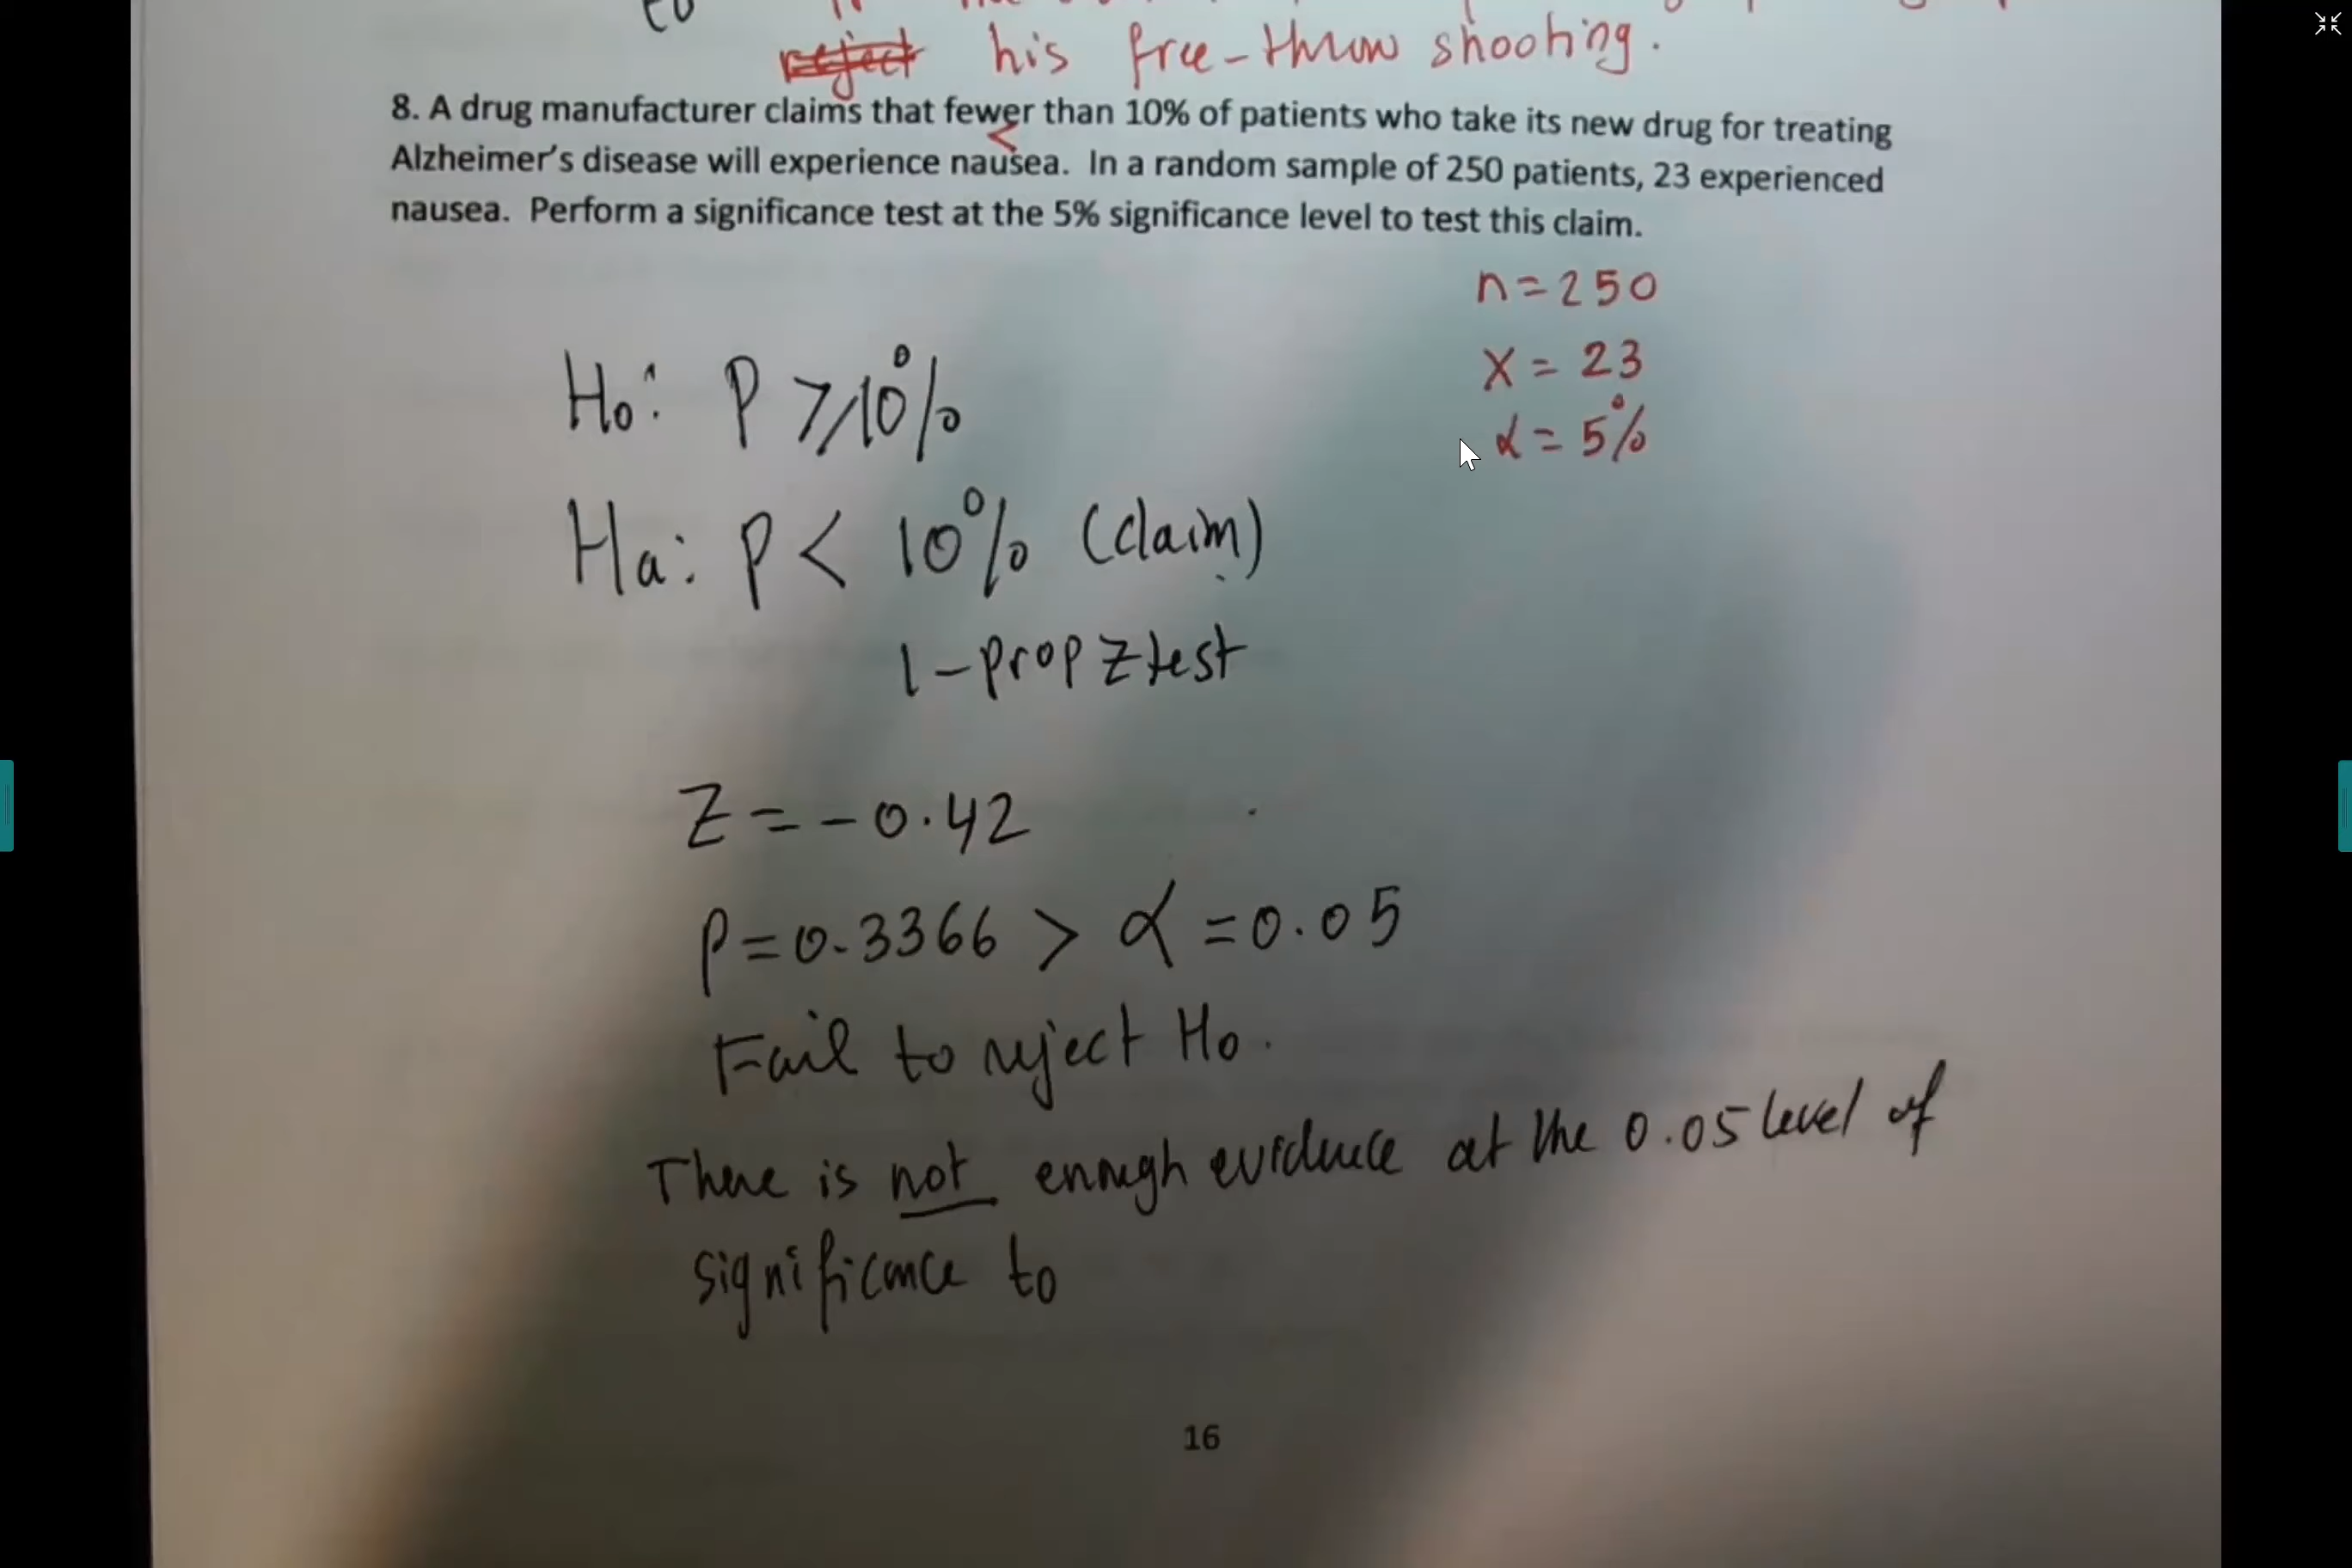 to
reject his free-throw shooting.
8. A drug manufacturer claims that fewer than 10% of patients who take its new drug for treating
<
Alzheimer's disease will experience nausea. In a random sample of 250 patients, 23 experienced
nausea. Perform a significance test at the 5% significance level to test this claim.
n = 250
X = 23
α = 5%
Ho: P ⩾ 10%
Ha: P < 10% (claim)
1-prop Z test
Z = -0.42
P = 0.3366 > α = 0.05
Fail to reject Ho.
There is not enough evidence at the 0.05 level of
significance to
16